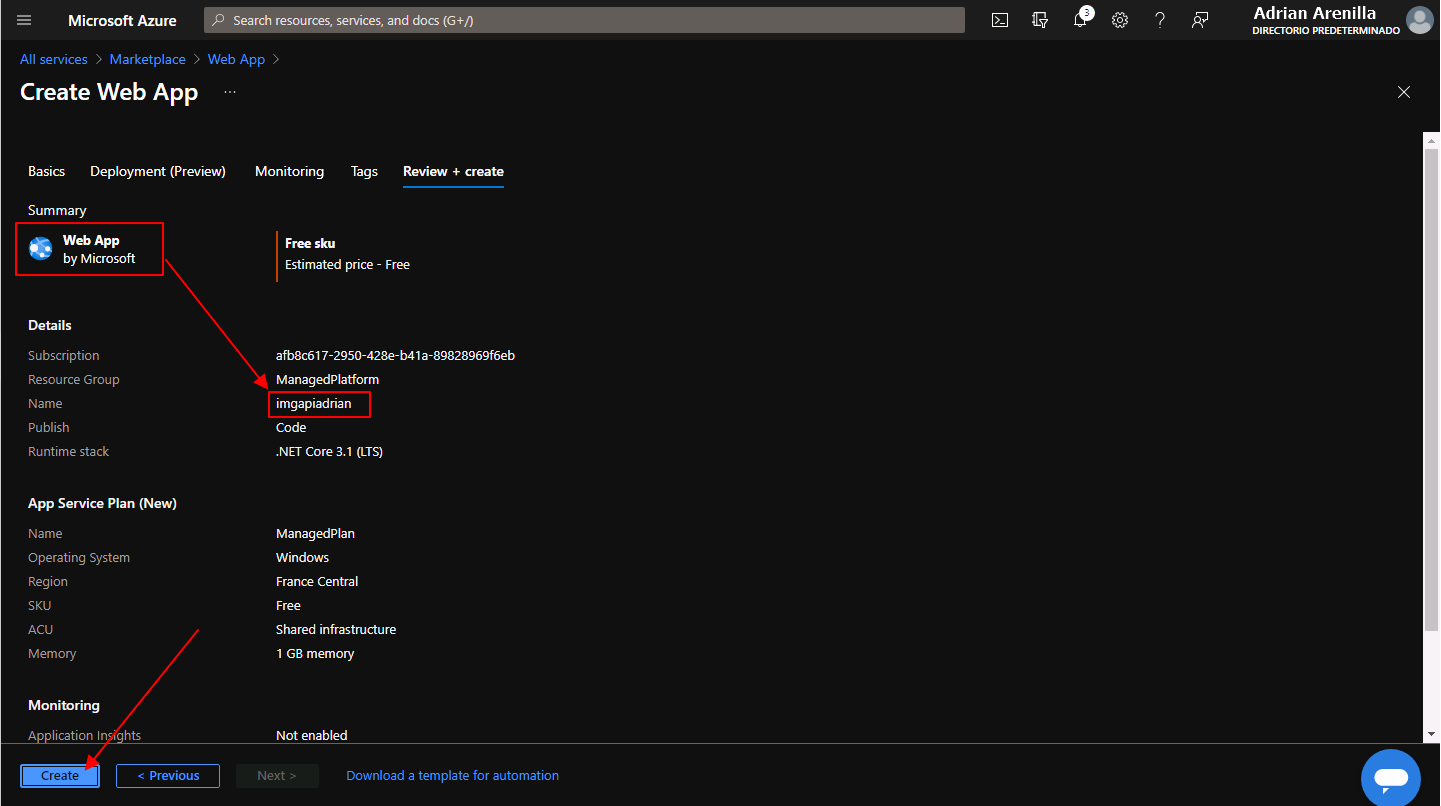 Microsoft Azure
Search resources, services, and docs (G+/)
3
Adrian Arenilla
DIRECTORIO PREDETERMINADO
All services > Marketplace > Web App >
Create Web App ...
Basics Deployment (Preview) Monitoring Tags Review + create
Summary
Web App
by Microsoft
Free sku
Estimated price - Free
Details
Subscription afb8c617-2950-428e-b41a-89828969f6eb
Resource Group ManagedPlatform
Name imgapiadrian
Publish Code
Runtime stack .NET Core 3.1 (LTS)
App Service Plan (New)
Name ManagedPlan
Operating System Windows
Region France Central
SKU Free
ACU Shared infrastructure
Memory 1 GB memory
Monitoring
Application Insights Not enabled
Create < Previous Next > Download a template for automation